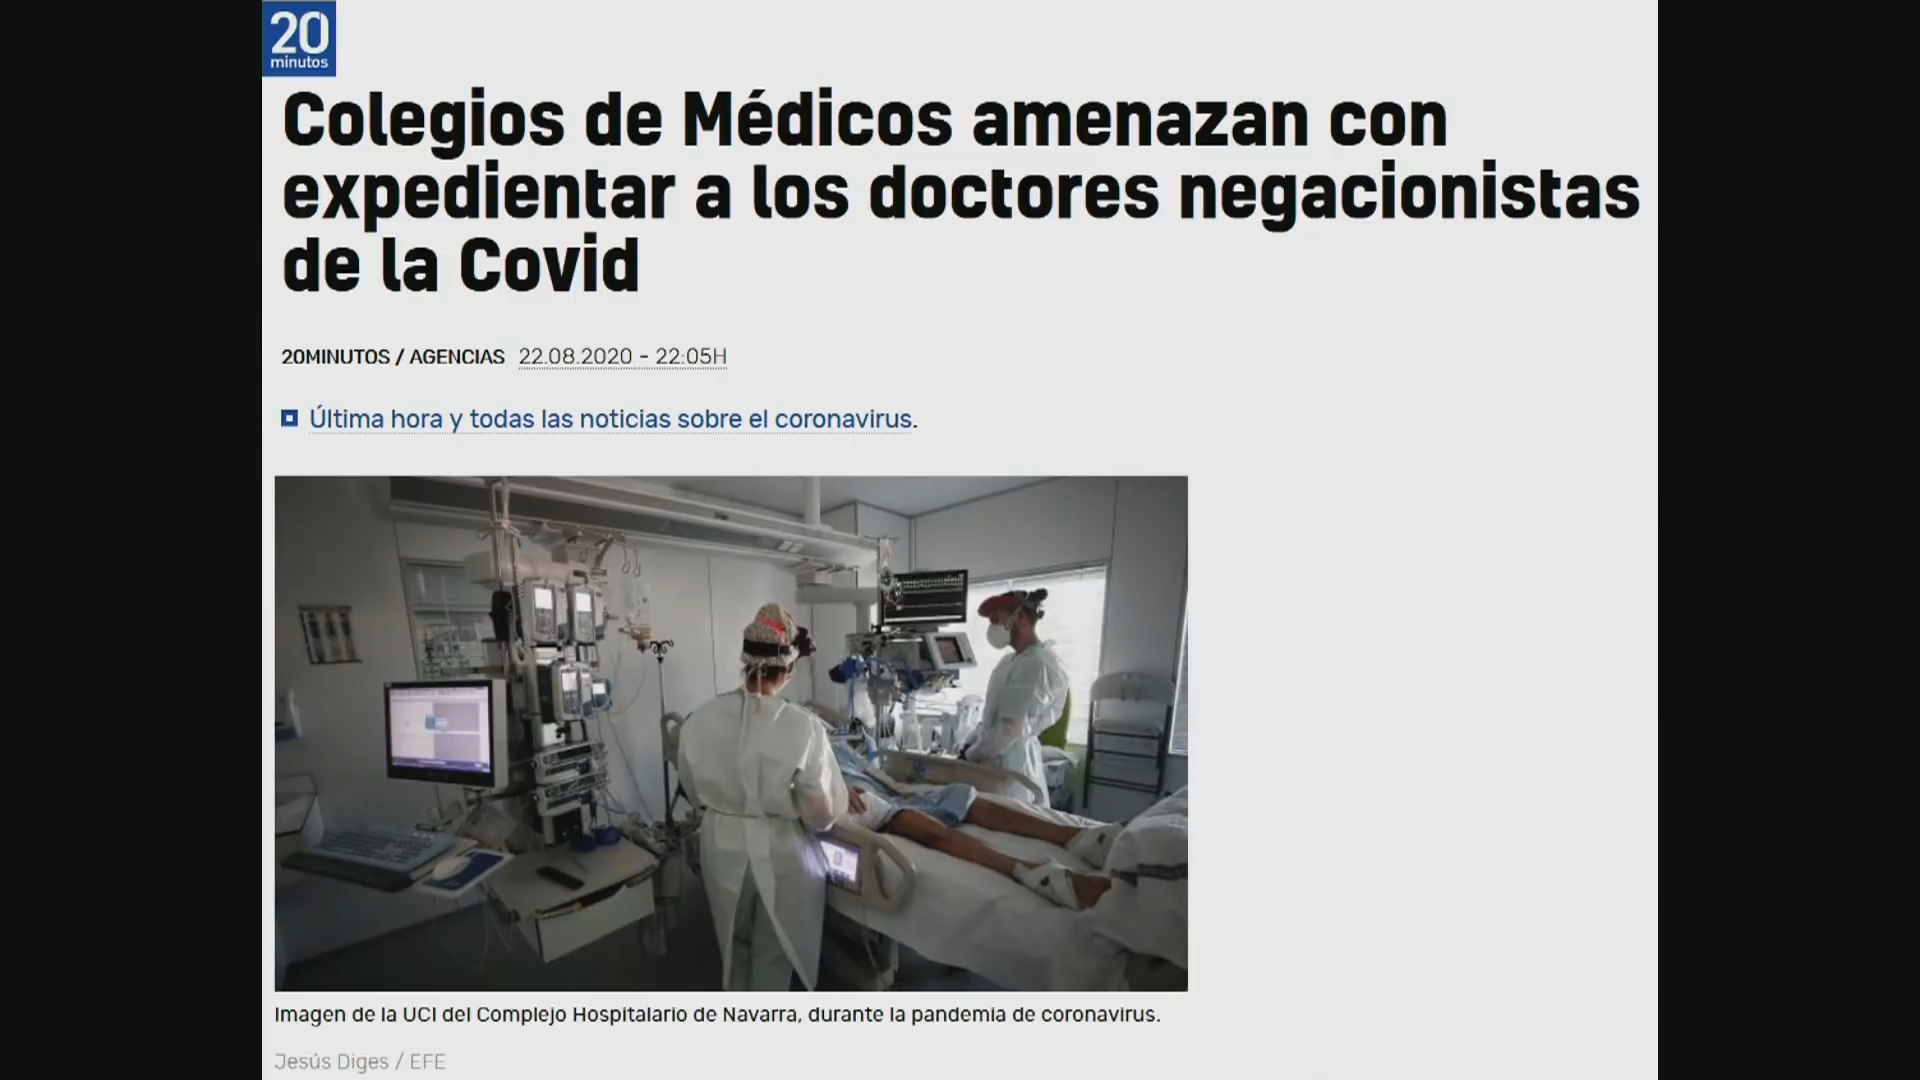 20
minutos
Colegios de Médicos amenazan con
expedientar a los doctores negacionistas
de la Covid
20MINUTOS / AGENCIAS 22.08.2020 - 22:05H
Última hora y todas las noticias sobre el coronavirus.
Imagen de la UCI del Complejo Hospitalario de Navarra, durante la pandemia de coronavirus.
Jesús Diges / EFE